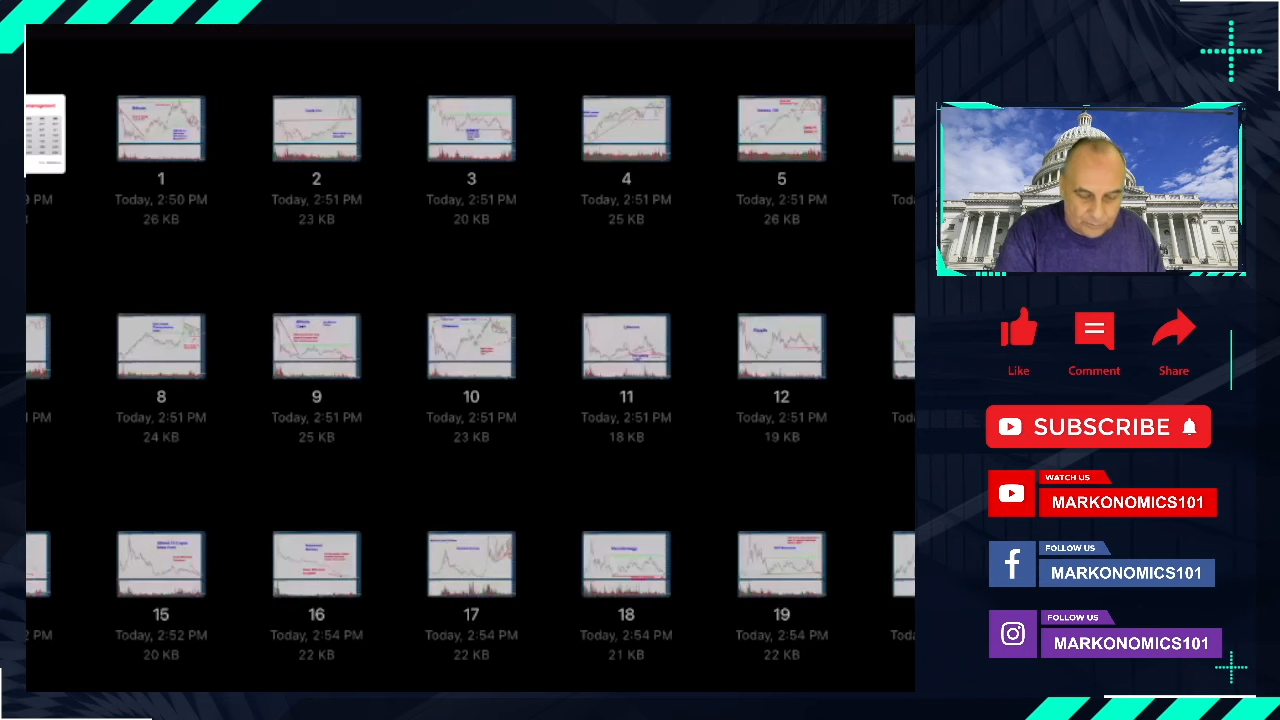 PM
1
Today, 2:50 PM
26 KB
2
Today, 2:51 PM
23 KB
3
Today, 2:51 PM
20 KB
4
Today, 2:51 PM
25 KB
5
Today, 2:51 PM
26 KB
PM
8
Today, 2:51 PM
24 KB
9
Today, 2:51 PM
25 KB
10
Today, 2:51 PM
23 KB
11
Today, 2:51 PM
18 KB
12
Today, 2:51 PM
19 KB
PM
15
Today, 2:52 PM
20 KB
16
Today, 2:54 PM
22 KB
17
Today, 2:54 PM
22 KB
18
Today, 2:54 PM
21 KB
19
Today, 2:54 PM
22 KB
Like
Comment
Share
SUBSCRIBE
WATCH US
MARKONOMICS101
FOLLOW US
MARKONOMICS101
FOLLOW US
MARKONOMICS101